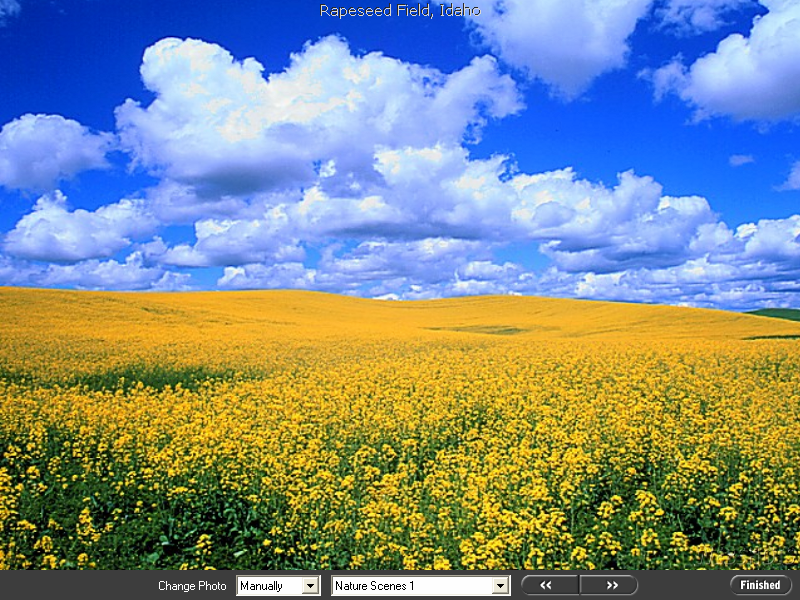 Rapeseed Field, Idaho
Change Photo Manually Nature Scenes 1 << >> Finished